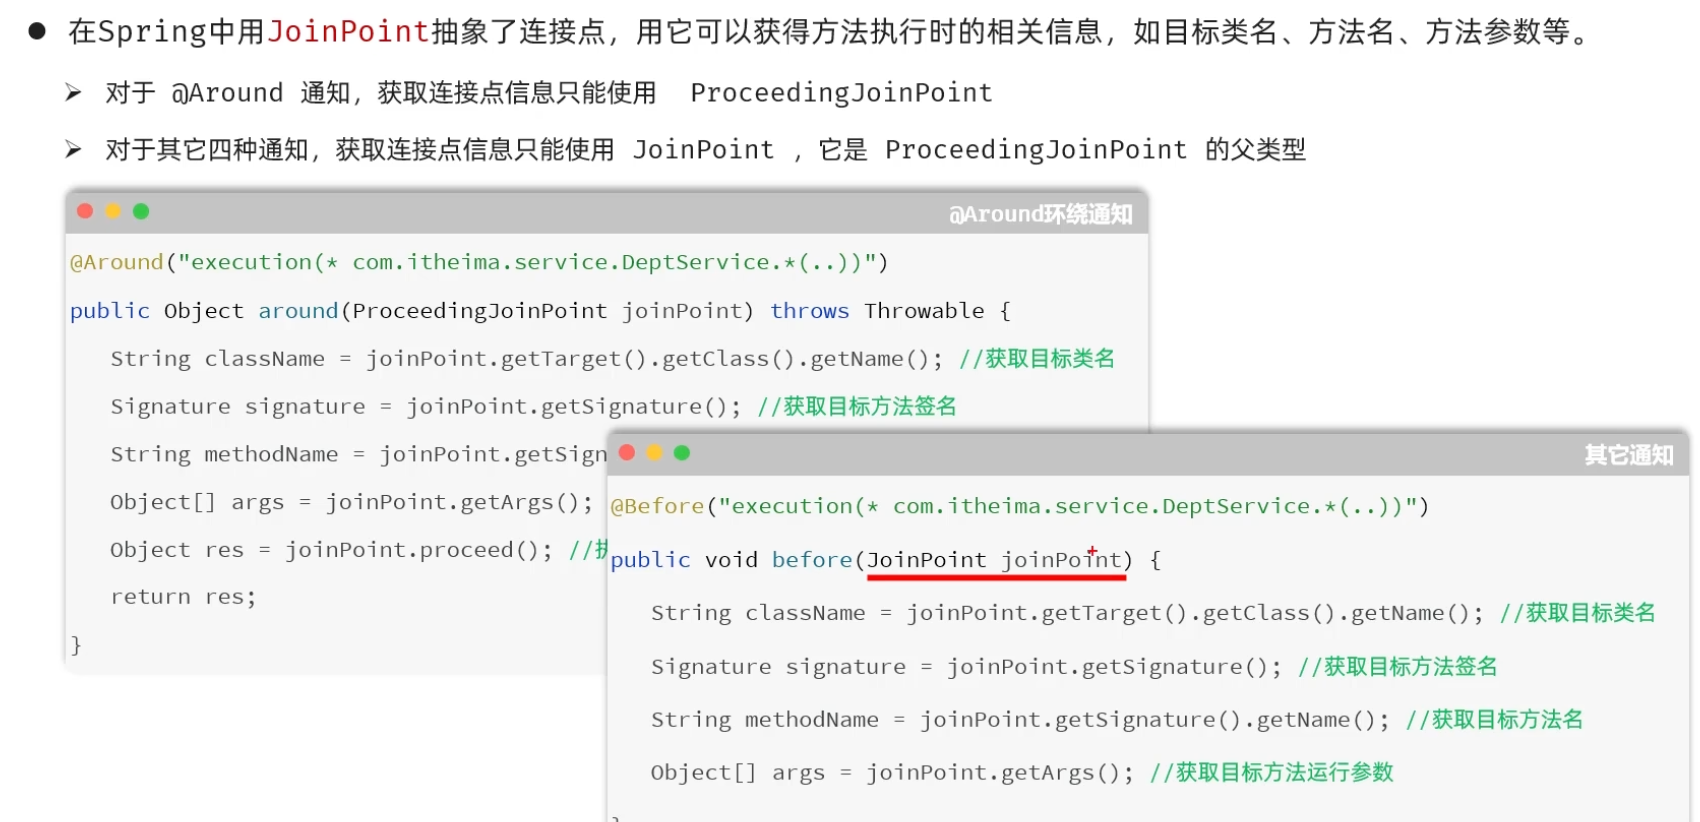 ● 在Spring中用JoinPoint抽象了连接点，用它可以获得方法执行时的相关信息，如目标类名、方法名、方法参数等。
➢ 对于 @Around 通知，获取连接点信息只能使用 ProceedingJoinPoint
➢ 对于其它四种通知，获取连接点信息只能使用 JoinPoint ，它是 ProceedingJoinPoint 的父类型
@Around环绕通知
@Around("execution(* com.itheima.service.DeptService.*(..))")
public Object around(ProceedingJoinPoint joinPoint) throws Throwable {
String className = joinPoint.getTarget().getClass().getName(); //获取目标类名
Signature signature = joinPoint.getSignature(); //获取目标方法签名
String methodName = joinPoint.getSign
Object[] args = joinPoint.getArgs();
Object res = joinPoint.proceed(); //
return res;
}
其它通知
@Before("execution(* com.itheima.service.DeptService.*(..))")
public void before(JoinPoint joinPoint) {
String className = joinPoint.getTarget().getClass().getName(); //获取目标类名
Signature signature = joinPoint.getSignature(); //获取目标方法签名
String methodName = joinPoint.getSignature().getName(); //获取目标方法名
Object[] args = joinPoint.getArgs(); //获取目标方法运行参数